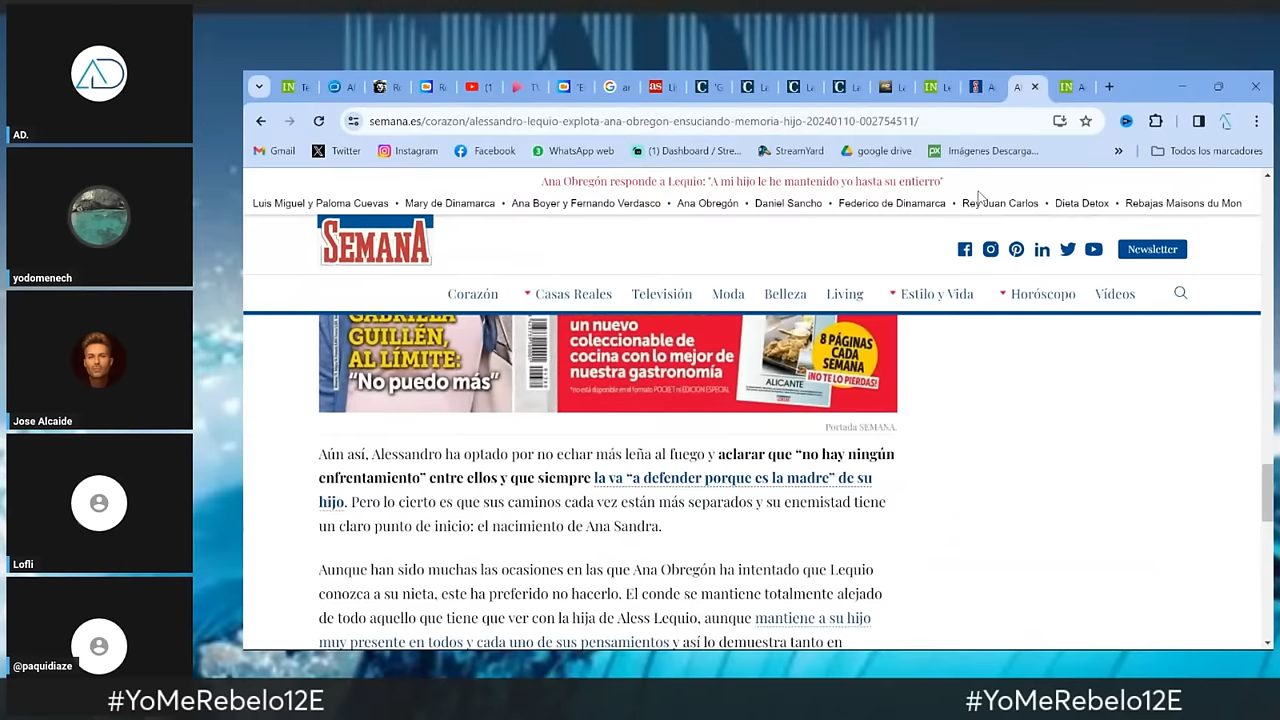 AD.
yodomenech
Jose Alcaide
Lofli
@paquidiaze
semana.es/corazon/alessandro-lequio-explota-ana-obregon-ensuciando-memoria-hijo-20240110-002754511/
Gmail Twitter Instagram Facebook WhatsApp web (1) Dashboard / Stre... StreamYard google drive Imágenes Descarga... » Todos los marcadores
Ana Obregón responde a Lequio: "A mi hijo le he mantenido yo hasta su entierro"
Luis Miguel y Paloma Cuevas • Mary de Dinamarca • Ana Boyer y Fernando Verdasco • Ana Obregón • Daniel Sancho • Federico de Dinamarca • Rey Juan Carlos • Dieta Detox • Rebajas Maisons du Mon
SEMANA
Newsletter
Corazón Casas Reales Televisión Moda Belleza Living Estilo y Vida Horóscopo Vídeos
GABRIELA
GUILLÉN,
AL LÍMITE:
“No puedo más”
un nuevo
coleccionable de
cocina con lo mejor de
nuestra gastronomía
ALICANTE
8 PÁGINAS
CADA
SEMANA
¡NO TE LO PIERDAS!
Portada SEMANA.
Aún así, Alessandro ha optado por no echar más leña al fuego y aclarar que “no hay ningún
enfrentamiento” entre ellos y que siempre la va “a defender porque es la madre” de su
hijo. Pero lo cierto es que sus caminos cada vez están más separados y su enemistad tiene
un claro punto de inicio: el nacimiento de Ana Sandra.
Aunque han sido muchas las ocasiones en las que Ana Obregón ha intentado que Lequio
conozca a su nieta, este ha preferido no hacerlo. El conde se mantiene totalmente alejado
de todo aquello que tiene que ver con la hija de Aless Lequio, aunque mantiene a su hijo
muy presente en todos y cada uno de sus pensamientos y así lo demuestra tanto en
#YoMeRebelo12E #YoMeRebelo12E